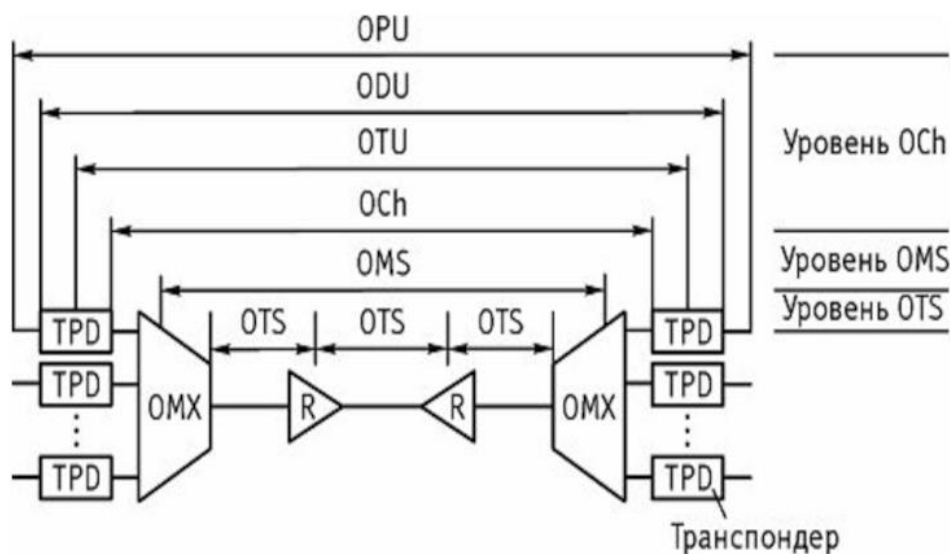 OPU
ODU
OTU
Уровень OCh
OCh
OMS
Уровень OMS
OTS OTS OTS
Уровень OTS
TPD TPD
TPD TPD
OMX R R OMX
TPD TPD
Транспондер